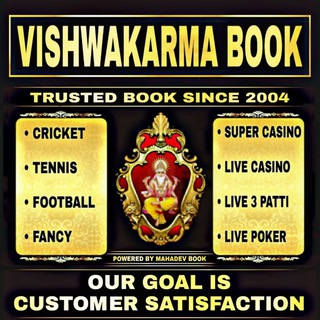 VISHWAKARMA BOOK
TRUSTED BOOK SINCE 2004
• CRICKET
• TENNIS
• FOOTBALL
• FANCY
• SUPER CASINO
• LIVE CASINO
• LIVE 3 PATTI
• LIVE POKER
POWERED BY MAHADEV BOOK
OUR GOAL IS
CUSTOMER SATISFACTION